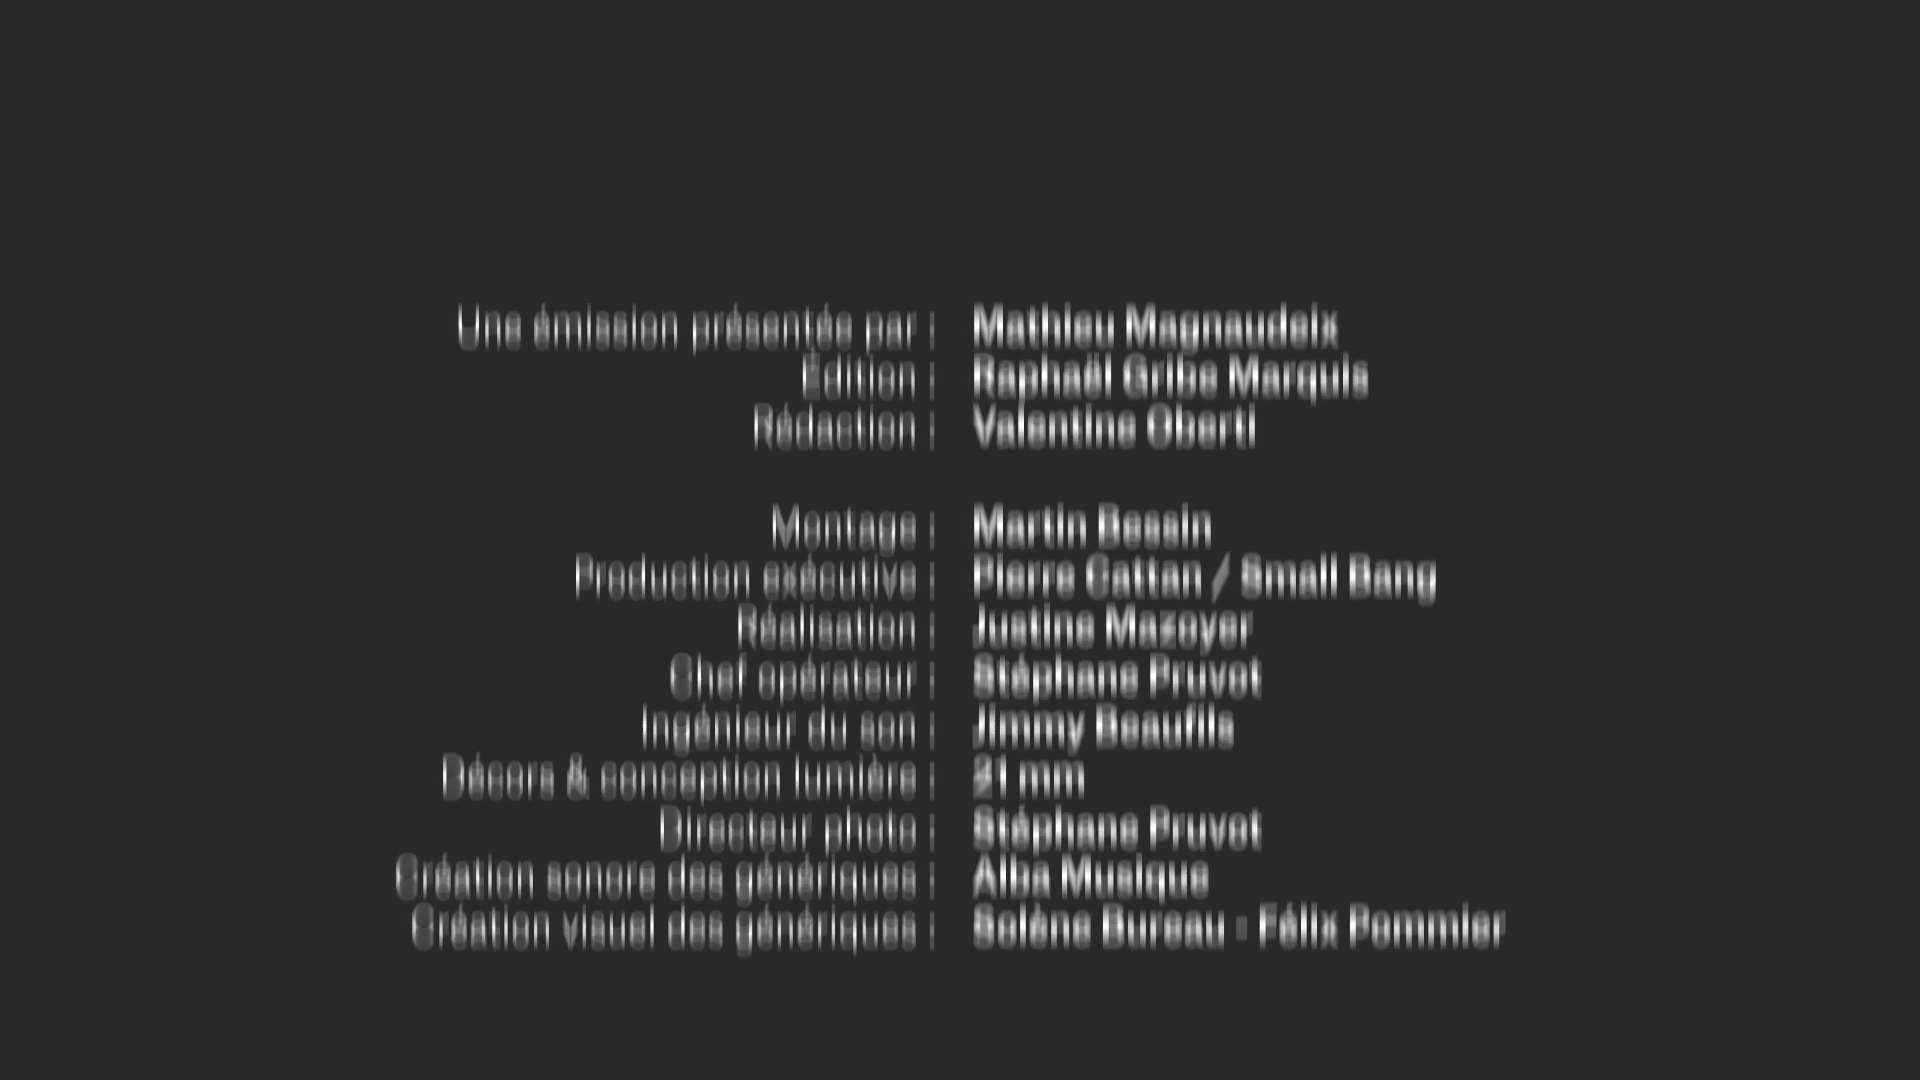 Une émission présentée par : Mathieu Magnaudeix
Édition : Raphaël Gribe Marquis
Rédaction : Valentine Oberti
Montage : Martin Bessin
Production exécutive : Pierre Cattan / Small Bang
Réalisation : Justine Mazoyer
Chef opérateur : Stéphane Pruvot
Ingénieur du son : Jimmy Beaufils
Décors & conception lumière : 21 mm
Directeur photo : Stéphane Pruvot
Création sonore des génériques : Alba Musique
Création visuel des génériques : Solène Bureau - Félix Pommier